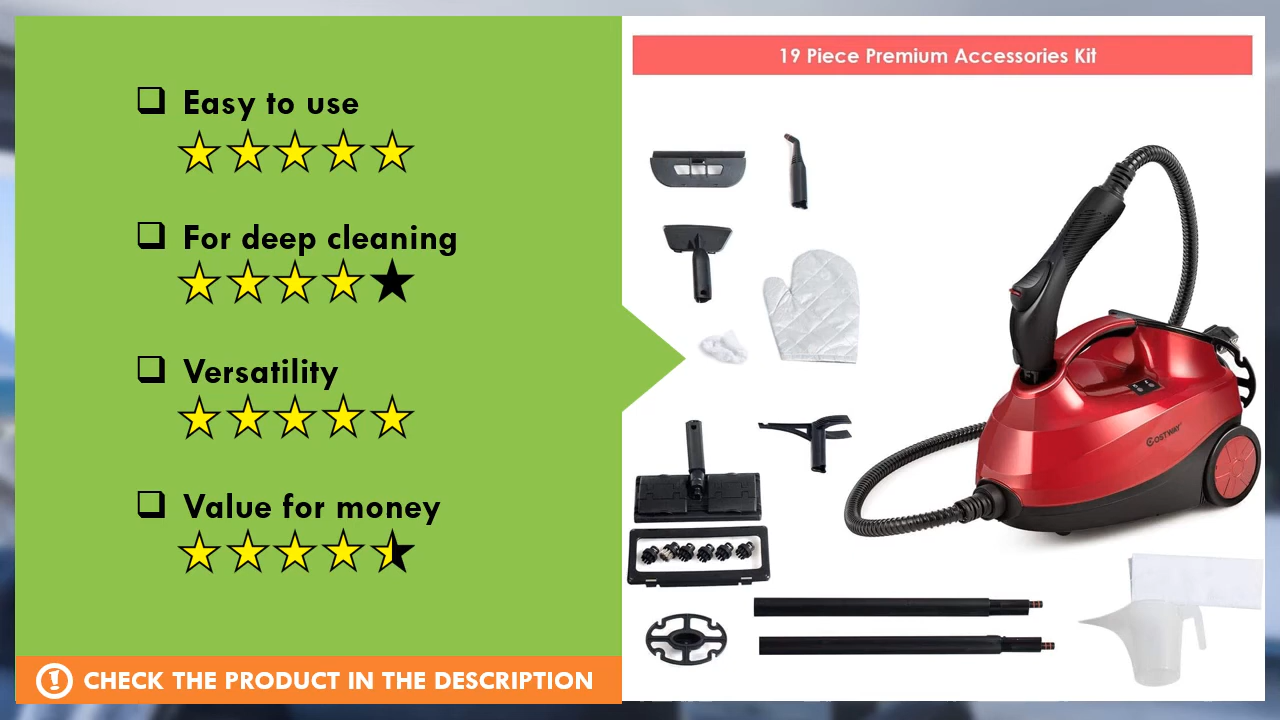 19 Piece Premium Accessories Kit
Easy to use
For deep cleaning
Versatility
Value for money
COSTWAY
CHECK THE PRODUCT IN THE DESCRIPTION